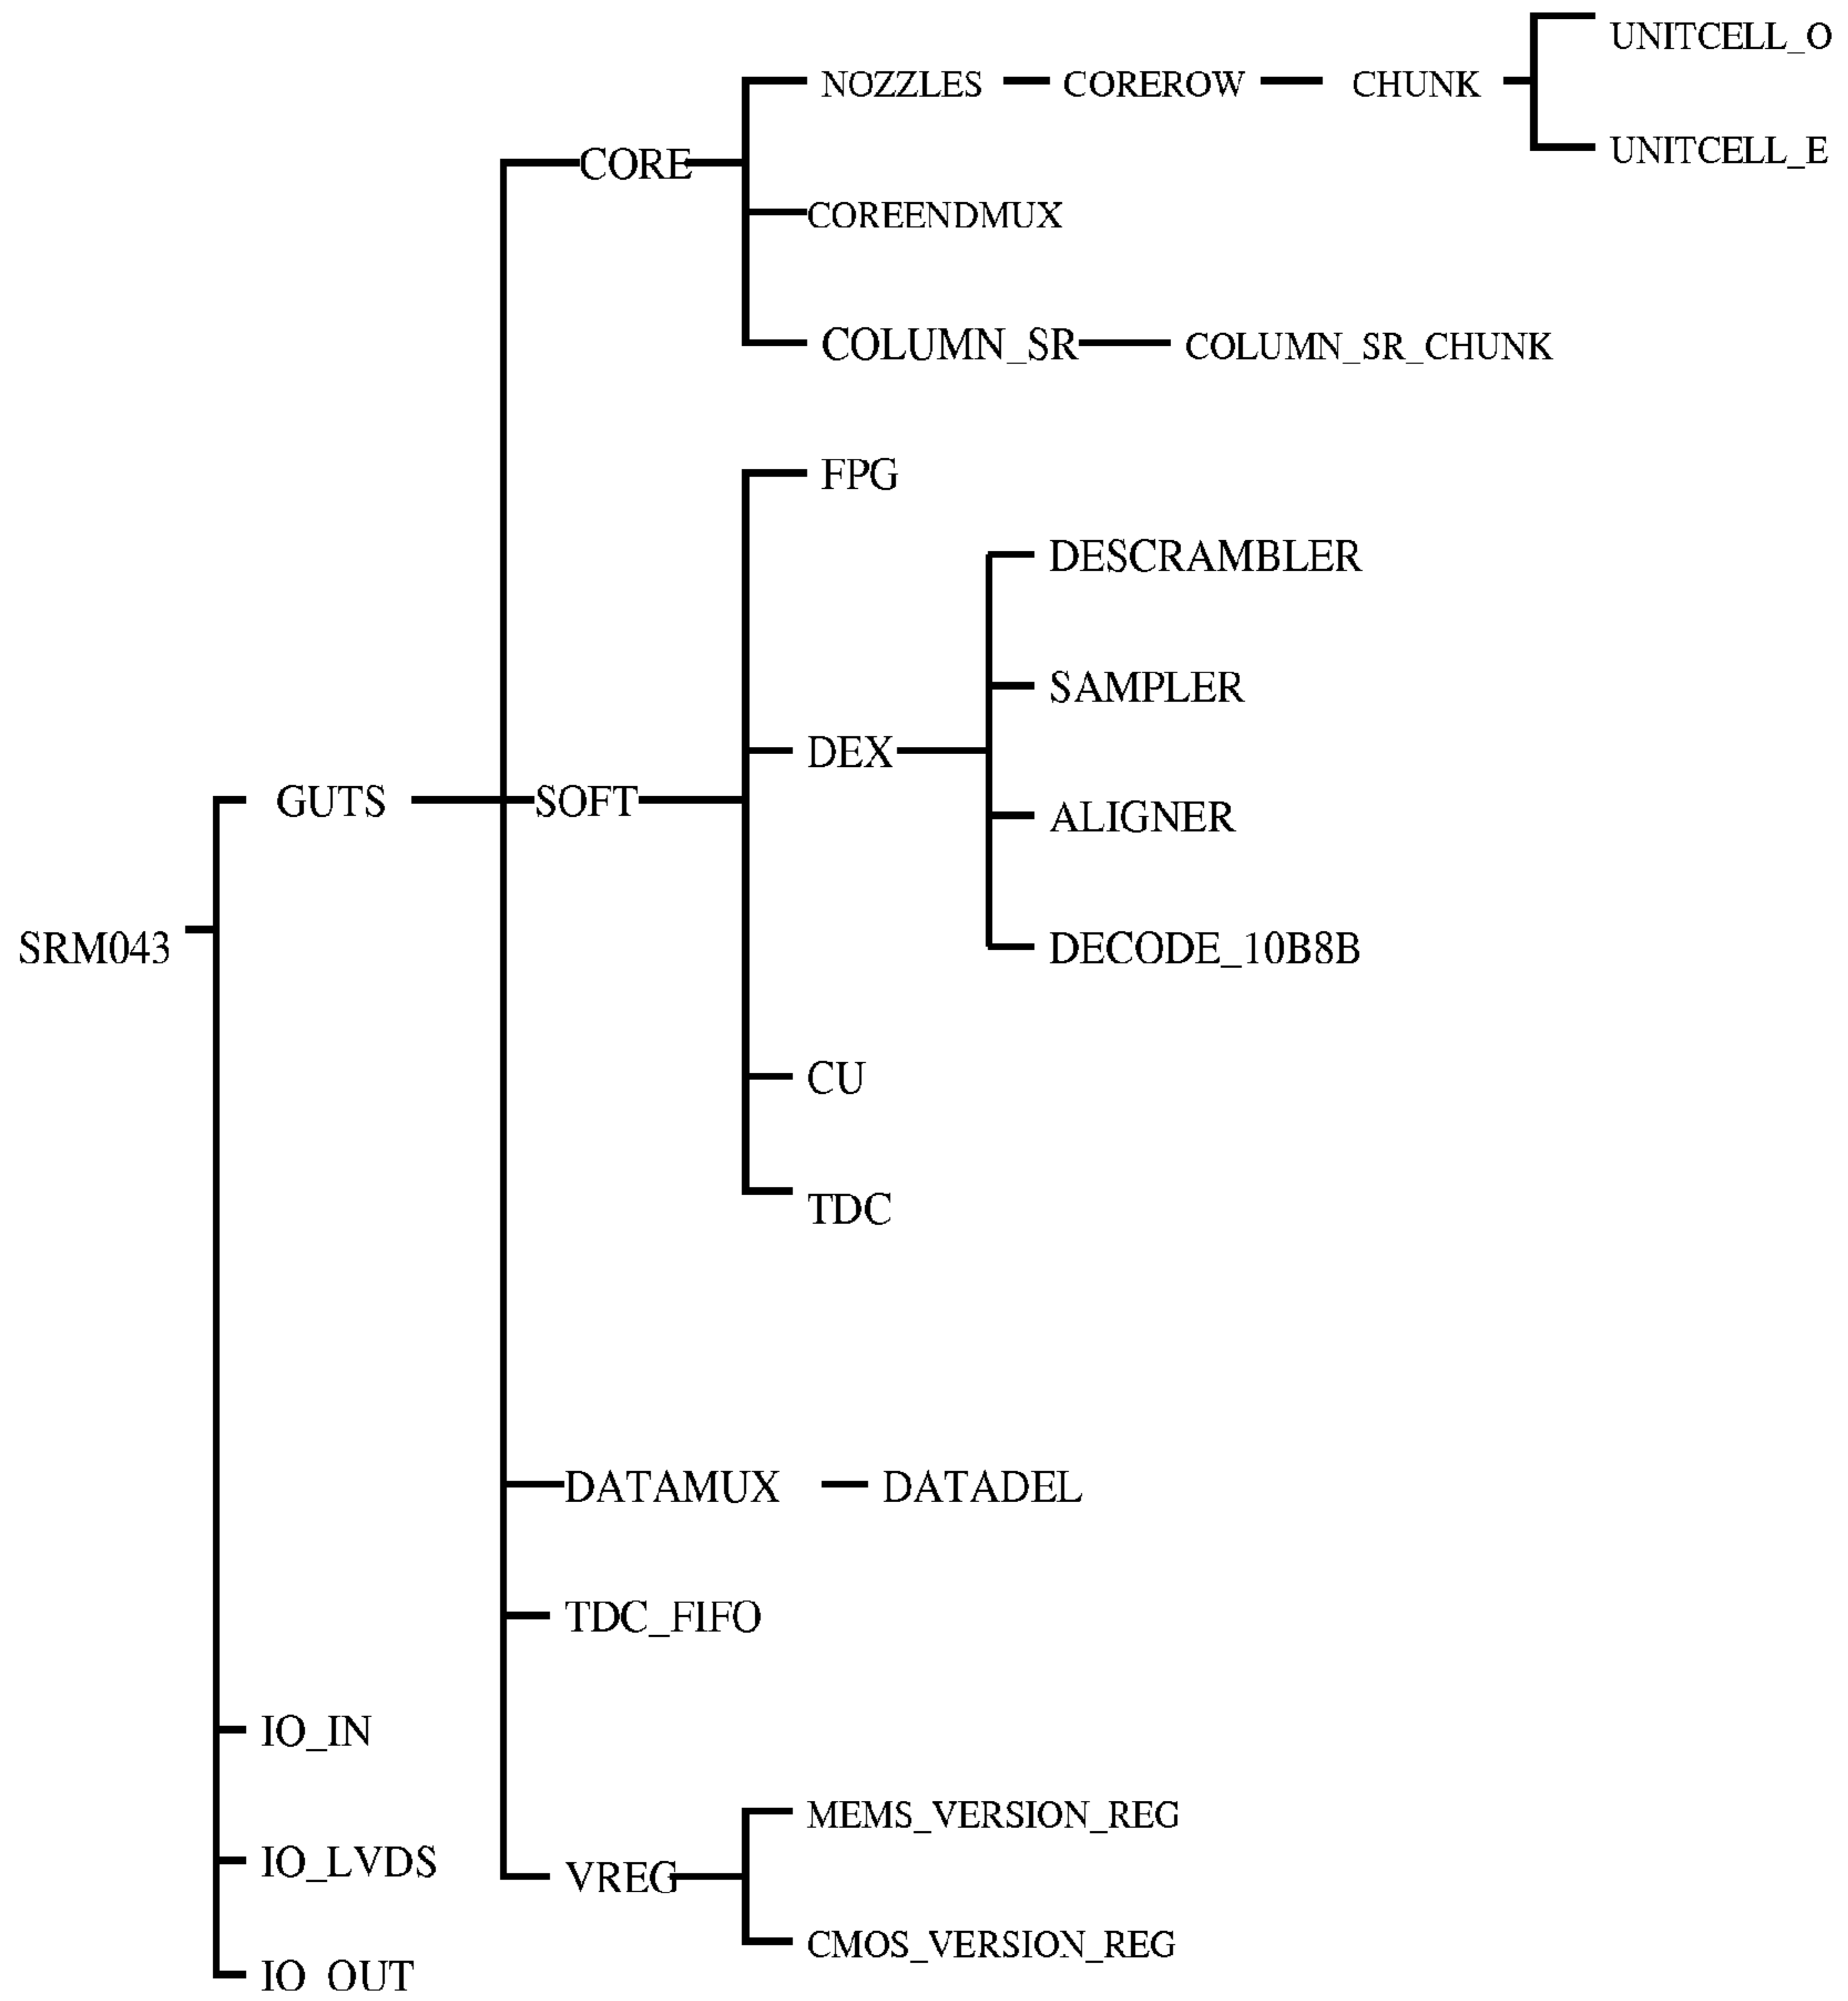 UNITCELL_O
NOZZLES COREROW CHUNK
UNITCELL_E
CORE
COREENDMUX
COLUMN_SR COLUMN_SR_CHUNK
FPG
DESCRAMBLER
SAMPLER
DEX
GUTS SOFT
ALIGNER
SRM043
DECODE_10B8B
CU
TDC
DATAMUX DATADEL
TDC_FIFO
IO_IN
MEMS_VERSION_REG
IO_LVDS
VREG
CMOS_VERSION_REG
IO_OUT